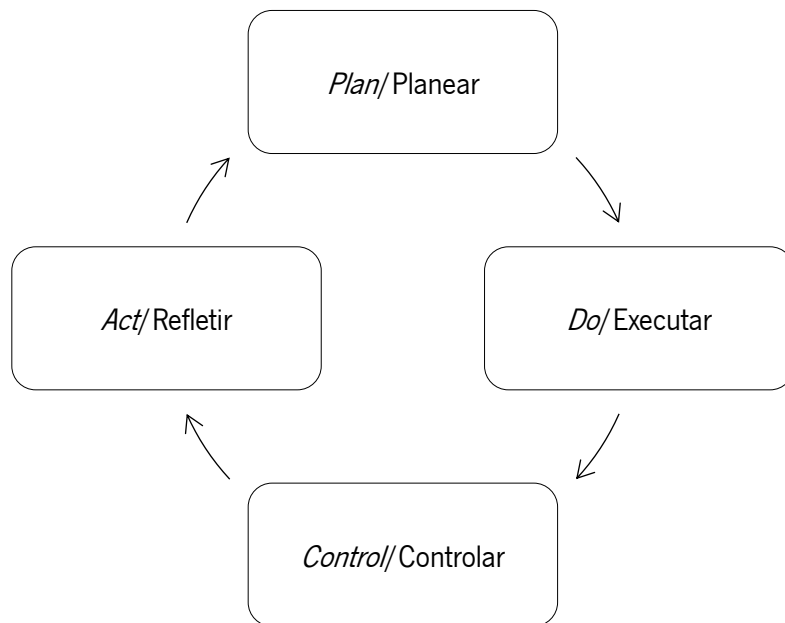 Plan/ Planear
Act/ Refletir
Do/ Executar
Control/ Controlar